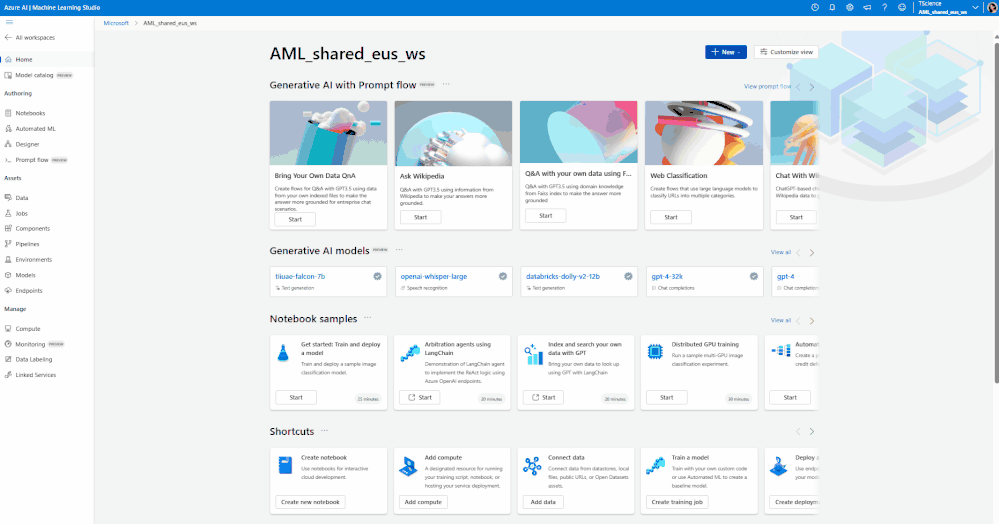 Azure AI | Machine Learning Studio
TScience
AML_shared_eus_ws
All workspaces
Home
Model catalog PREVIEW
Authoring
Notebooks
Automated ML
Designer
Prompt flow PREVIEW
Assets
Data
Jobs
Components
Pipelines
Environments
Models
Endpoints
Manage
Compute
Monitoring PREVIEW
Data Labeling
Linked Services
Microsoft > AML_shared_eus_ws
AML_shared_eus_ws
+ New
Customize view
Generative AI with Prompt flow PREVIEW ...
View prompt flow
Bring Your Own Data QnA
Create flows for Q&A with GPT3.5 using data
from your own indexed files to make the
answer more grounded for enterprise chat
scenarios.
Start
Ask Wikipedia
Q&A with GPT3.5 using information from
Wikipedia to make your answers more
grounded.
Start
Q&A with your own data using F...
Q&A with GPT3.5 using domain knowledge
from Faiss index to make your answers more
grounded
Start
Web Classification
Create flows that use large language models to
classify URLs into multiple categories.
Start
Chat With Wiki
ChatGPT-based cha
Wikipedia data to g
Start
Generative AI models PREVIEW ...
View all
tiiuae-falcon-7b
Text generation
openai-whisper-large
Speech recognition
databricks-dolly-v2-12b
Text generation
gpt-4-32k
Chat completions
gpt-4
Chat completions
Notebook samples ...
View all
Get started: Train and deploy
a model
Train and deploy a sample image
classification model.
Start
25 minutes
Arbitration agents using
LangChain
Demonstration of LangChain agent
to implement the ReAct logic using
Azure OpenAI endpoints.
Start
30 minutes
Index and search your own
data with GPT
Bring your own data to look up
using GPT with LangChain
Start
30 minutes
Distributed GPU training
Run a sample multi-GPU image
classification experiment.
Start
30 minutes
Automat
Create a p
credit def
Start
Shortcuts ...
Create notebook
Use notebooks for interactive
cloud development.
Create new notebook
Add compute
A designated resource for running
your training script, notebook, or
hosting your service deployment.
Add compute
Connect data
Connect data from datastores, local
files, public URLs, or Open Datasets
assets.
Add data
Train a model
Train with your own custom code
or use Automated ML to create a
baseline model.
Create training job
Deploy a
Use endp
your mod
Create deploym